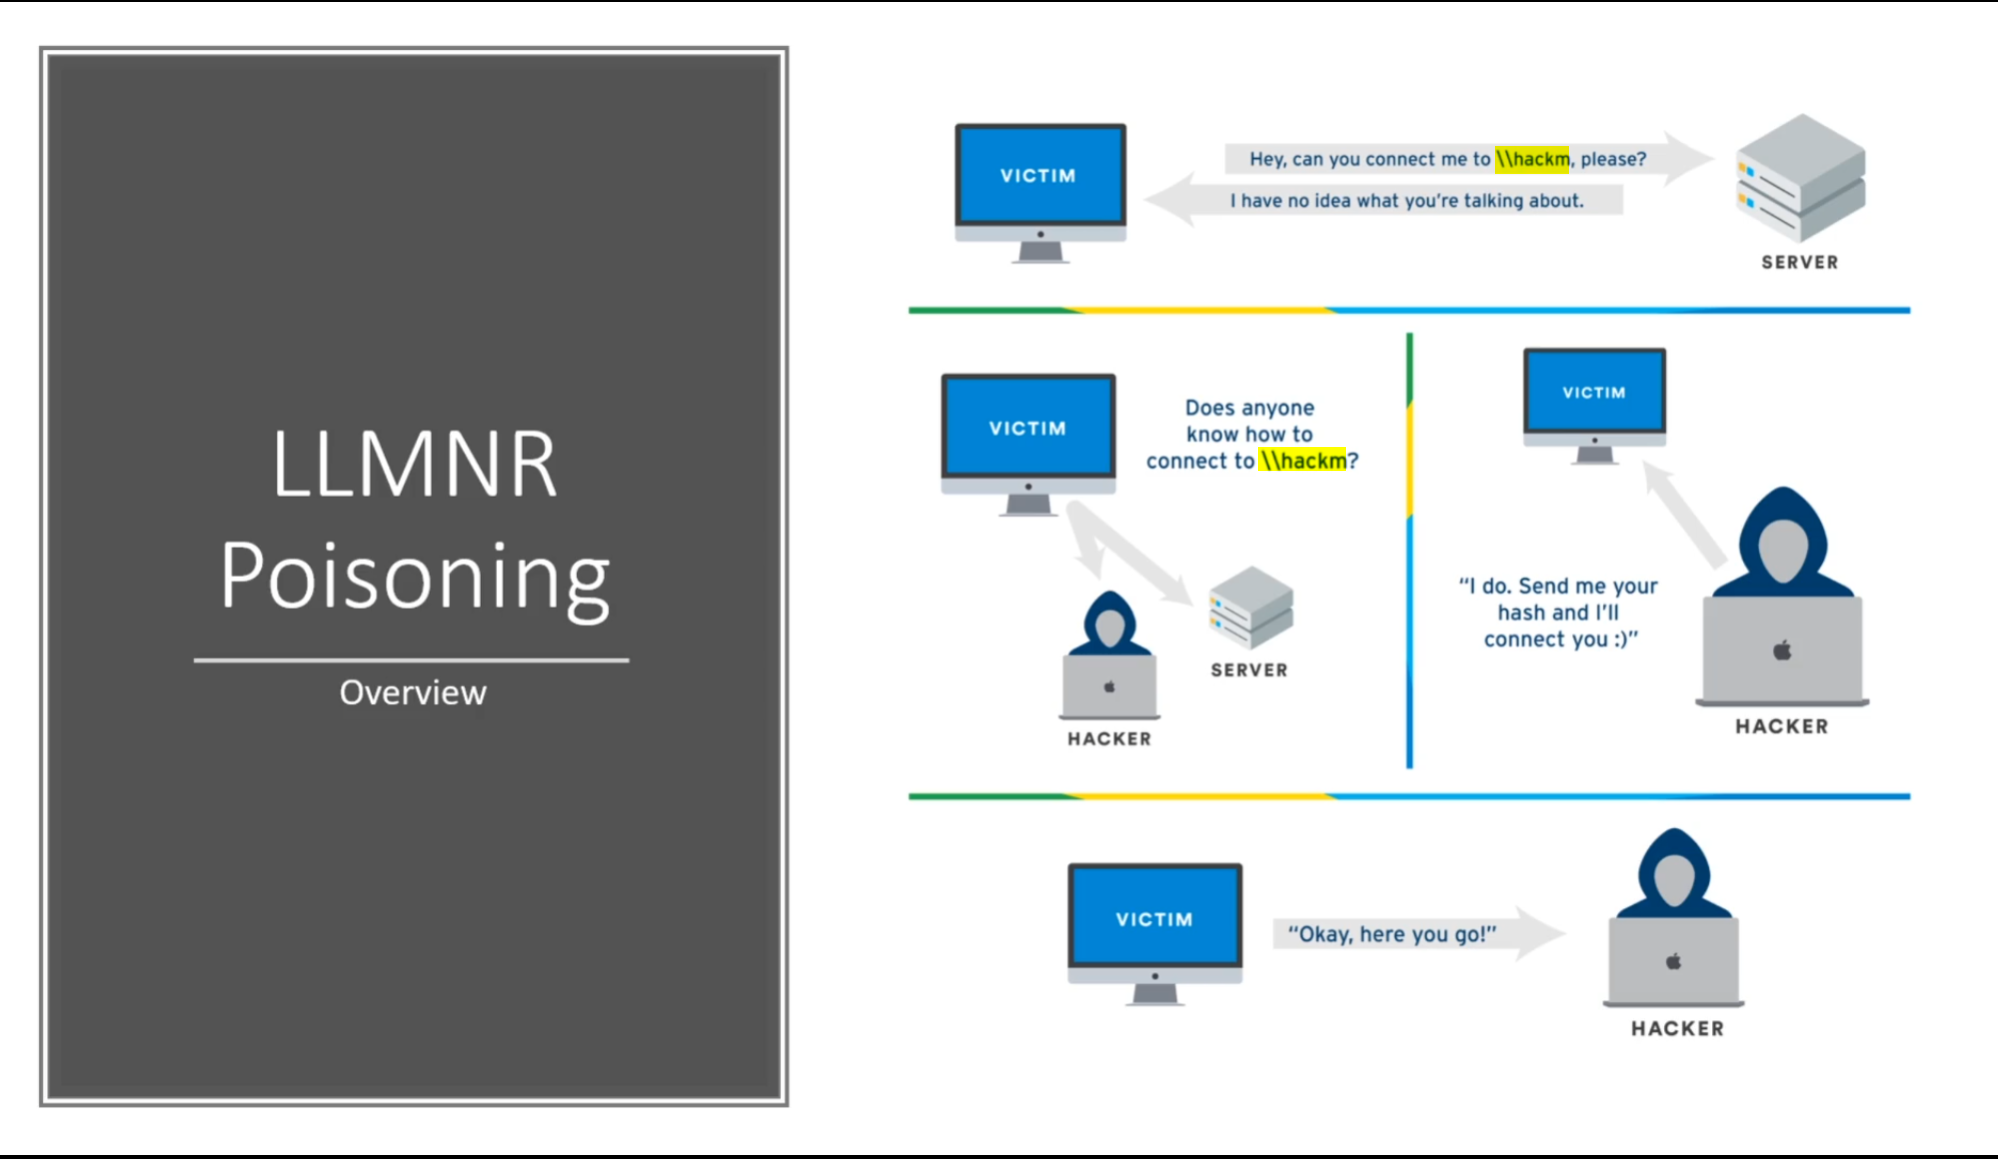 LLMNR
Poisoning
Overview
VICTIM
Hey, can you connect me to \\hackm, please?
I have no idea what you're talking about.
SERVER
VICTIM
Does anyone
know how to
connect to \\hackm?
HACKER
SERVER
VICTIM
“I do. Send me your
hash and I'll
connect you :)”
HACKER
VICTIM
“Okay, here you go!”
HACKER